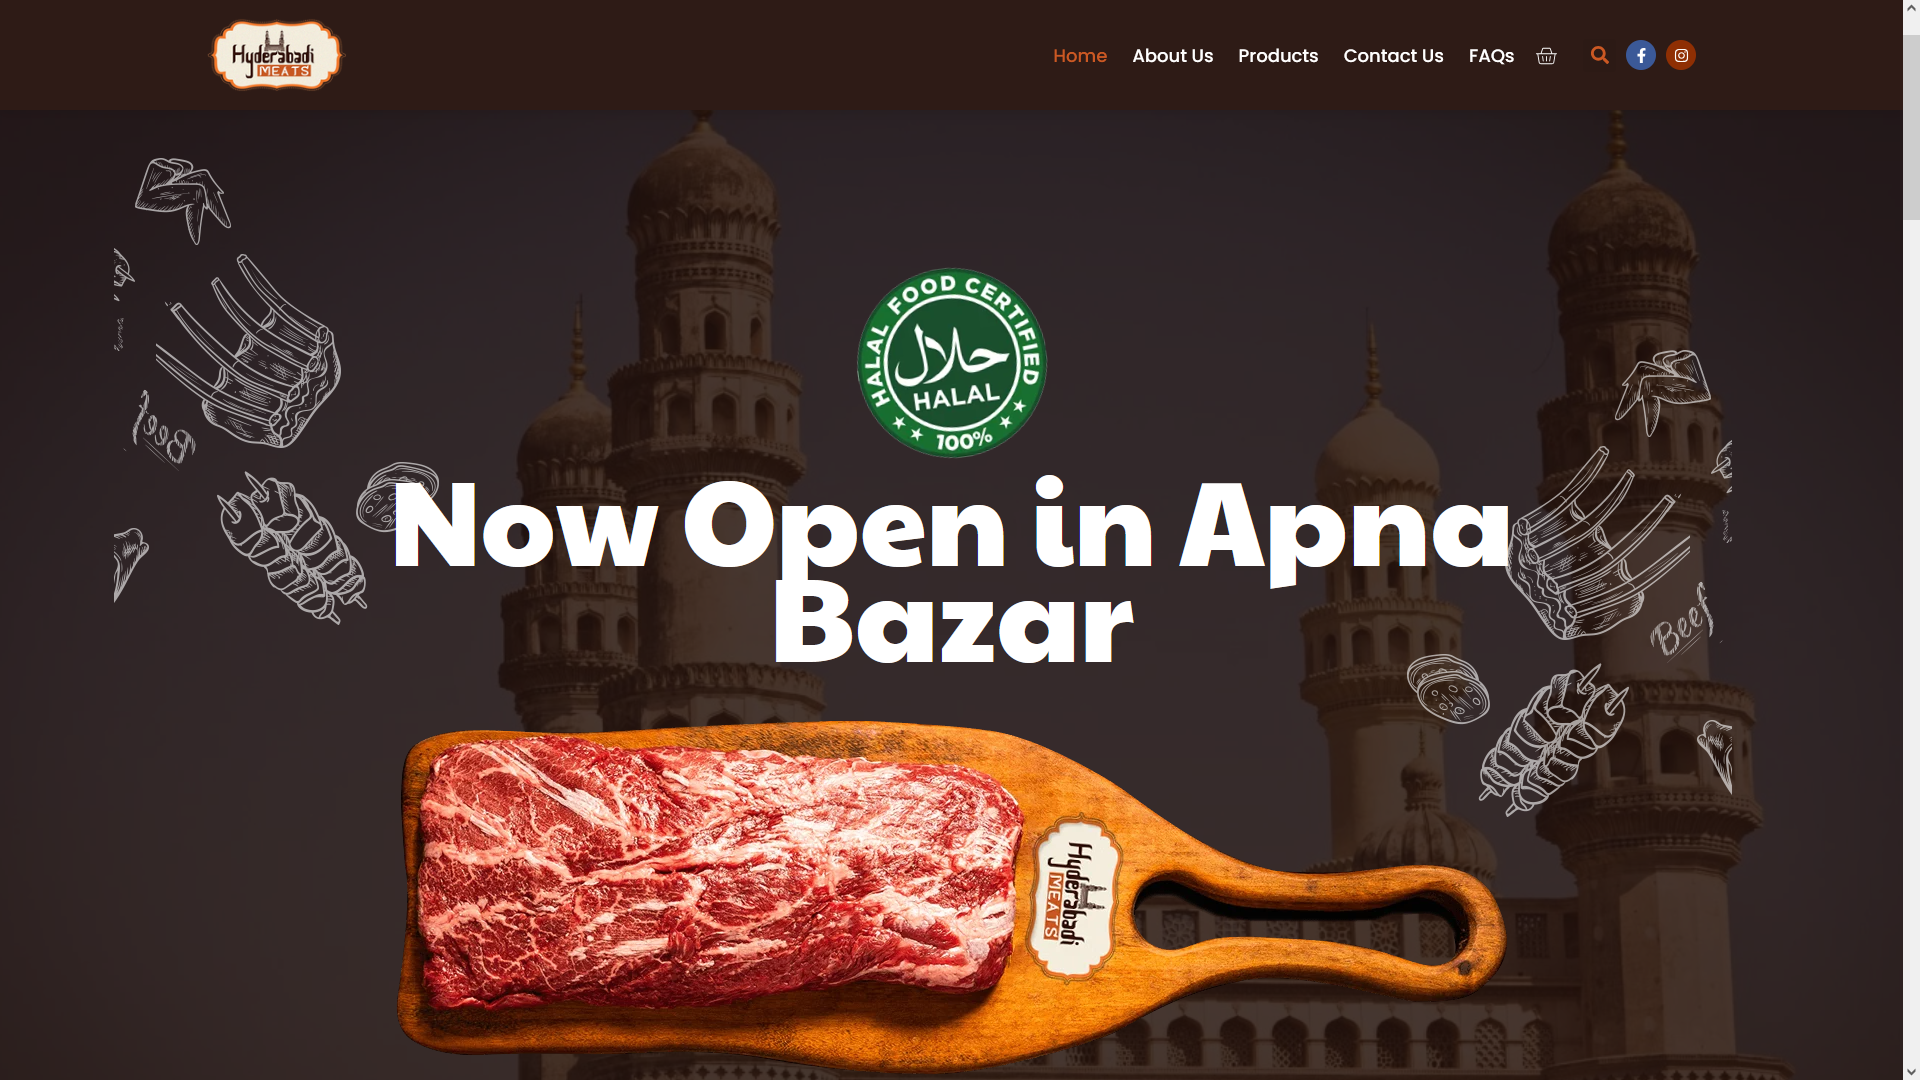 Hyderabadi
MEATS
Home
About Us
Products
Contact Us
FAQs
HALAL FOOD CERTIFIED
حلال
HALAL
100%
Now Open in Apna
Bazar
Beef
Beef
Hyderabadi
MEATS